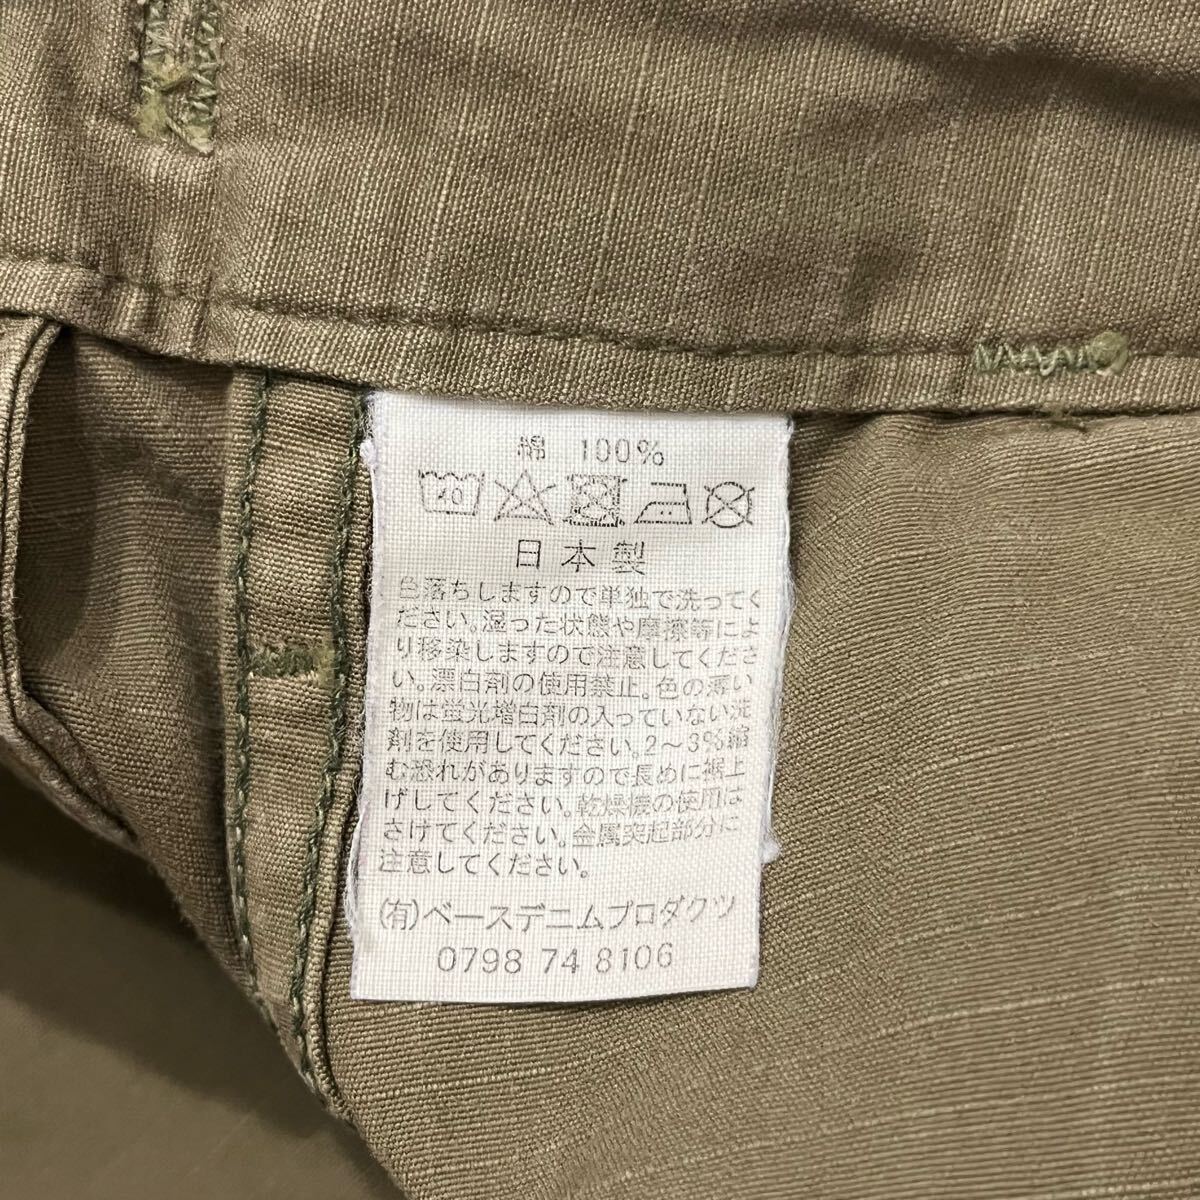 綿 100%
40
日本製
色落ちしますので単独で洗ってく
ださい。湿った状態や摩擦等によ
り移染しますので注意してくださ
い。漂白剤の使用禁止。色の薄い
物は蛍光増白剤の入っていない洗
剤を使用してください。2～3%縮
む恐れがありますので長めに裾上
げしてください。乾燥機の使用は
さけてください。金属突起部分に
注意してください。
(有)ベースデニムプロダクツ
0798 74 8106